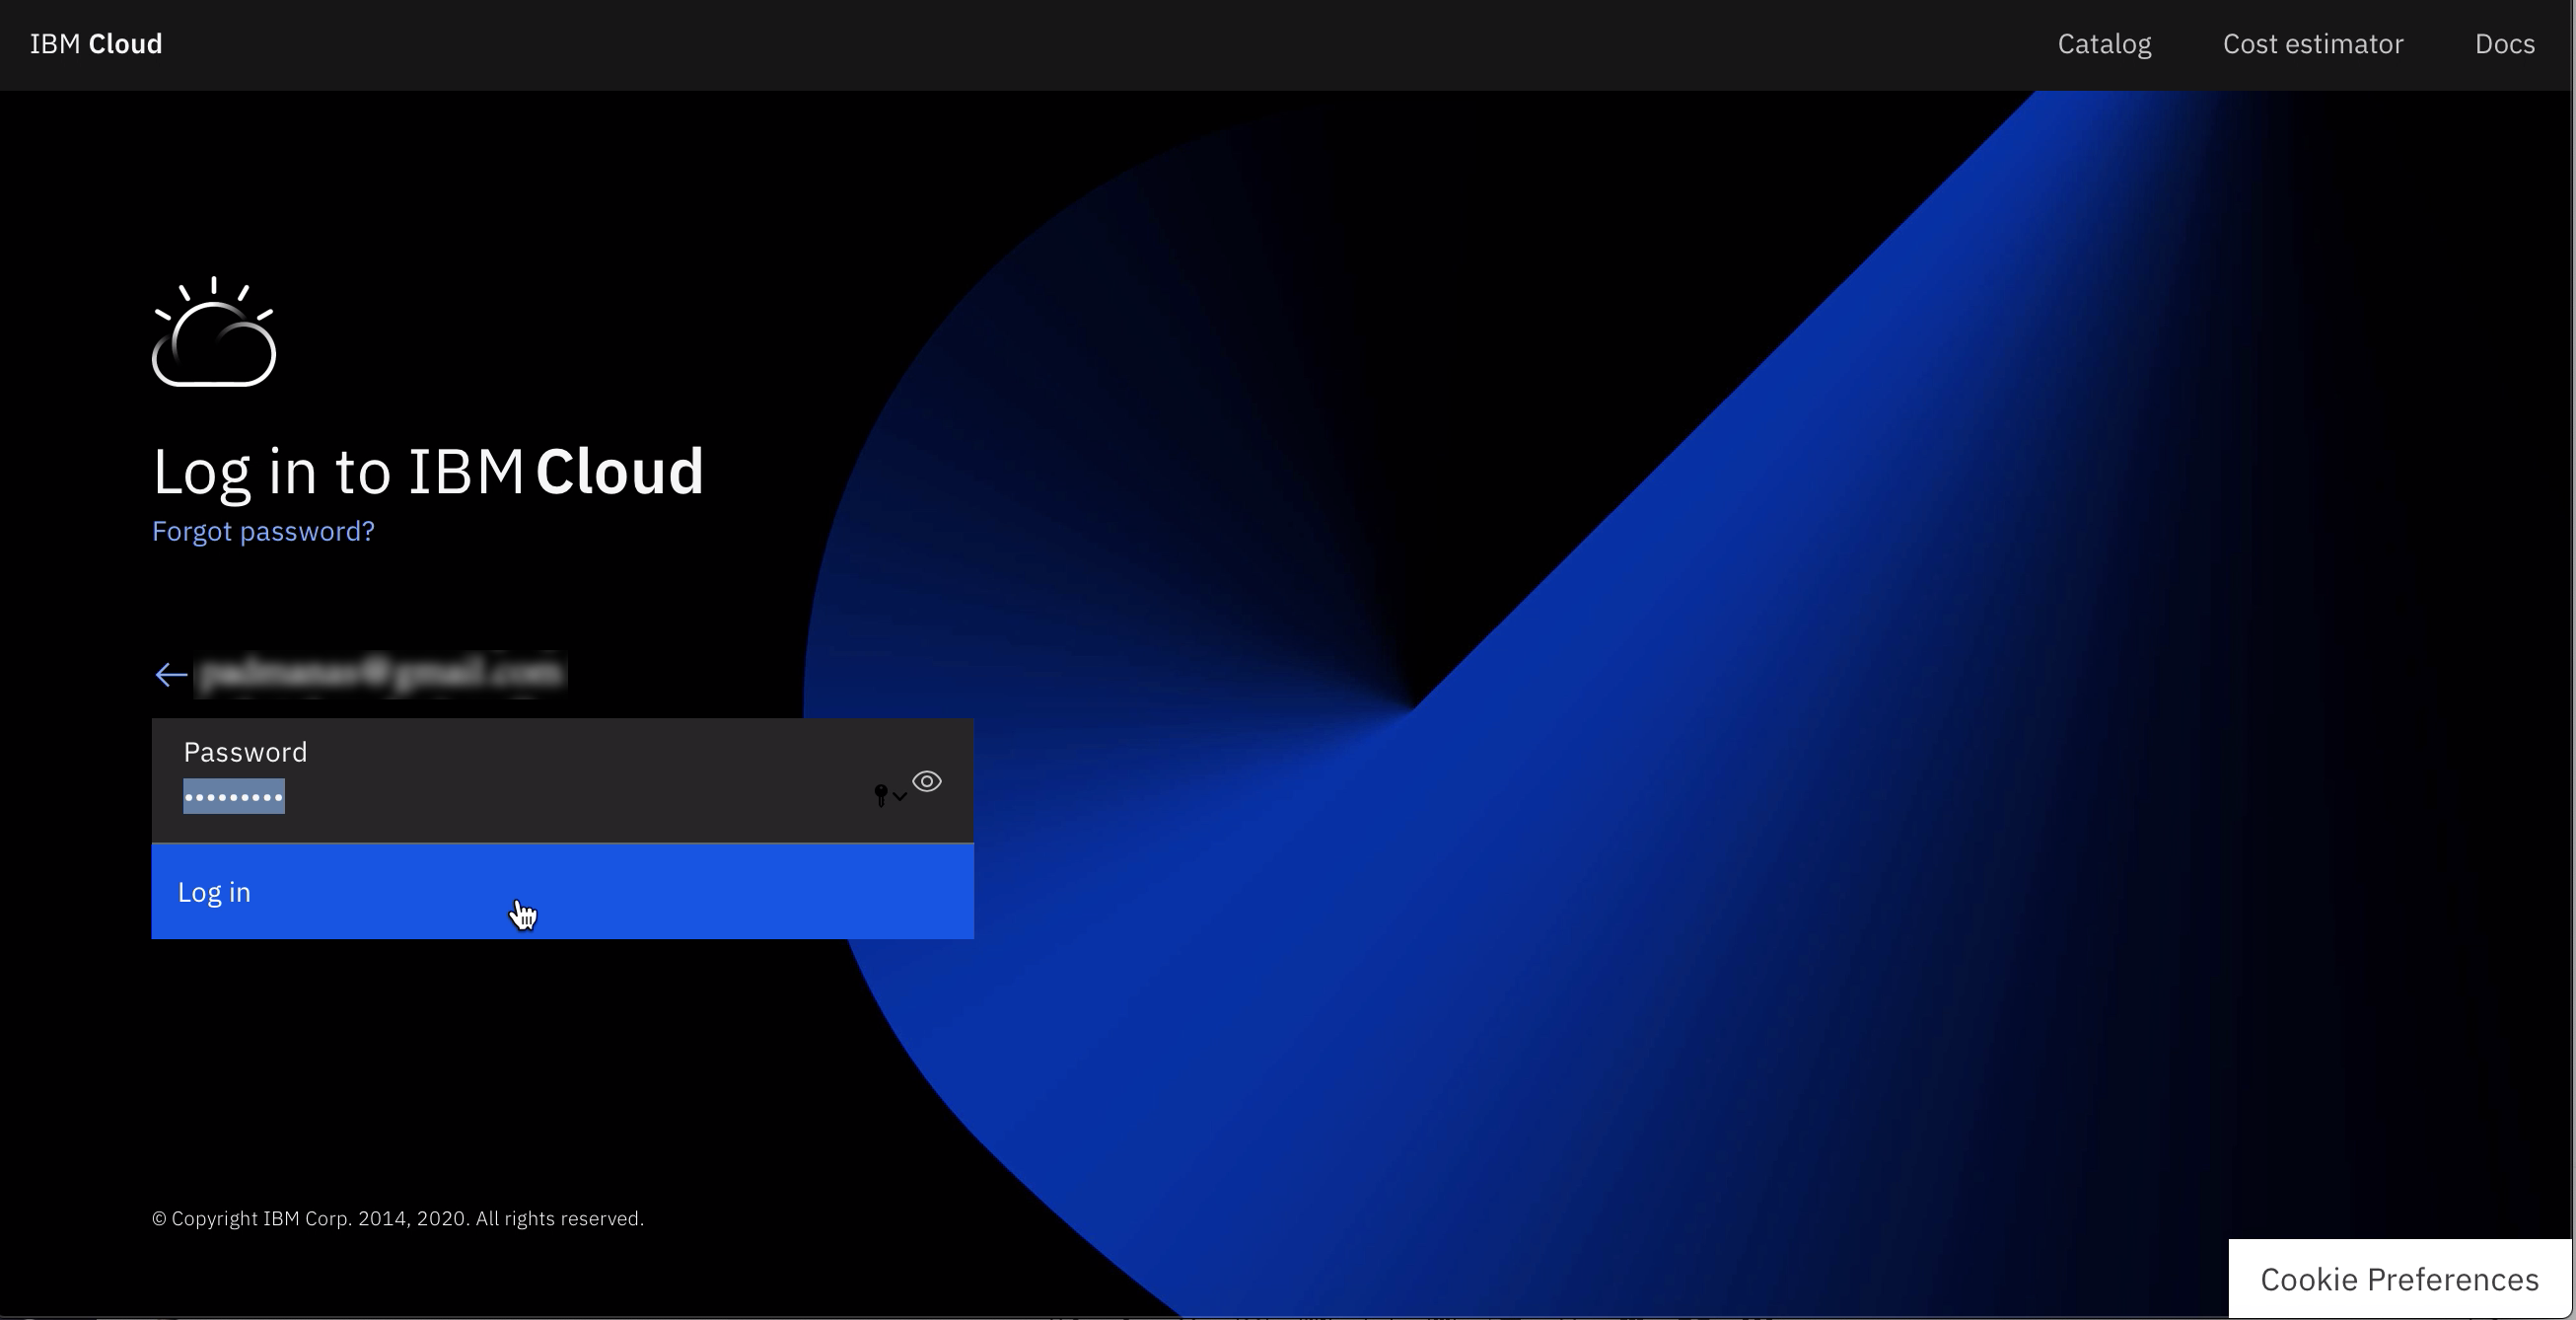 IBM Cloud
Catalog
Cost estimator
Docs
Log in to IBM Cloud
Forgot password?
Password
Log in
© Copyright IBM Corp. 2014, 2020. All rights reserved.
Cookie Preferences